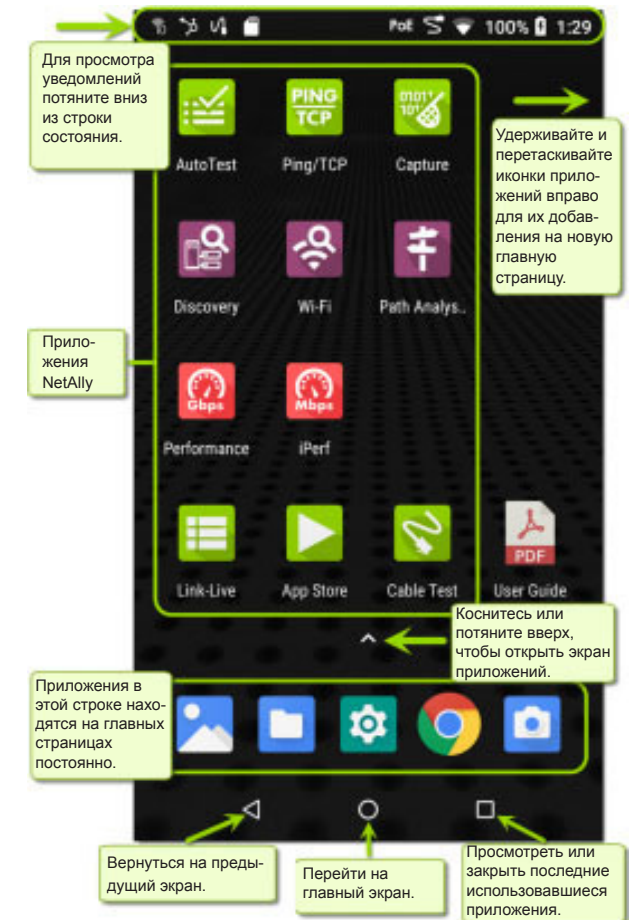 PoE 100% 1:29
Для просмотра
уведомлений
потяните вниз
из строки
состояния.
PING
TCP
0101
101
AutoTest Ping/TCP Capture
Удерживайте и
перетаскивайте
иконки прило-
жений вправо
для их добав-
ления на новую
главную
страницу.
Discovery Wi-Fi Path Analys..
Прило-
жения
NetAlly
Gbps Mbps
Performance iPerf
PDF
Link-Live App Store Cable Test User Guide
Коснитесь или
потяните вверх,
чтобы открыть экран
приложений.
Приложения в
этой строке нахо-
дятся на главных
страницах
постоянно.
Вернуться на преды-
дущий экран.
Перейти на
главный экран.
Просмотреть или
закрыть последние
использовавшиеся
приложения.